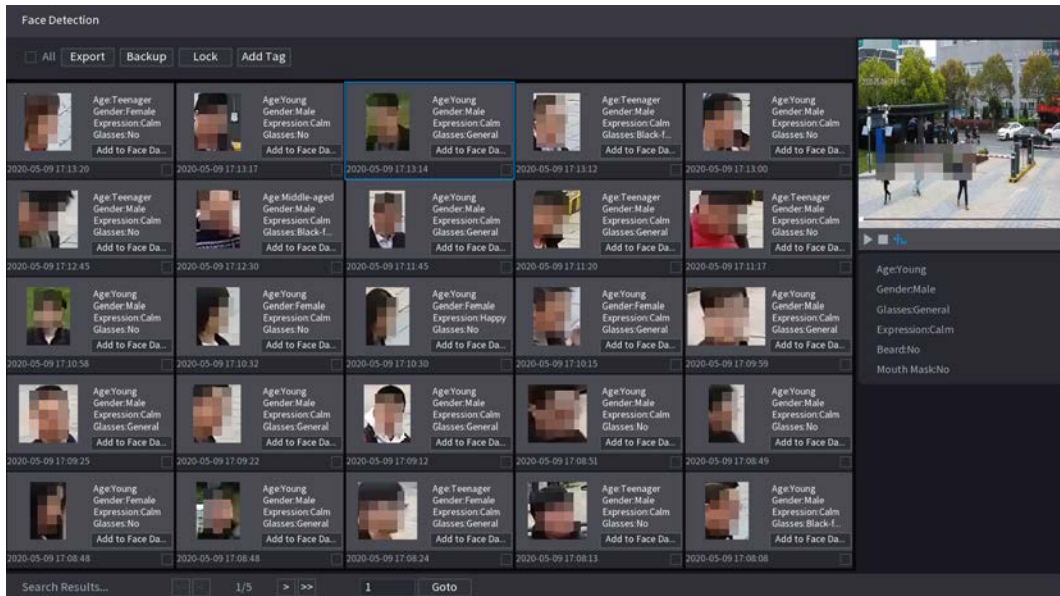 Face Detection
All Export Backup Lock Add Tag
Age:Teenager
Gender:Female
Expression:Calm
Glasses:No
Add to Face Da...
2020-05-09 17:13:20
Age:Young
Gender:Male
Expression:Calm
Glasses:No
Add to Face Da...
2020-05-09 17:13:17
Age:Young
Gender:Male
Expression:Calm
Glasses:General
Add to Face Da...
2020-05-09 17:13:14
Age:Teenager
Gender:Male
Expression:Calm
Glasses:Black-f...
Add to Face Da...
2020-05-09 17:13:12
Age:Young
Gender:Male
Expression:Calm
Glasses:No
Add to Face Da...
2020-05-09 17:13:00
Age:Teenager
Gender:Male
Expression:Calm
Glasses:No
Add to Face Da...
2020-05-09 17:12:45
Age:Middle-aged
Gender:Male
Expression:Calm
Glasses:Black-f...
Add to Face Da...
2020-05-09 17:12:30
Age:Young
Gender:Male
Expression:Calm
Glasses:General
Add to Face Da...
2020-05-09 17:11:45
Age:Teenager
Gender:Male
Expression:Calm
Glasses:General
Add to Face Da...
2020-05-09 17:11:20
Age:Teenager
Gender:Male
Expression:Calm
Glasses:No
Add to Face Da...
2020-05-09 17:11:17
Age:Young
Gender:Male
Expression:Calm
Glasses:No
Add to Face Da...
2020-05-09 17:10:58
Age:Young
Gender:Female
Expression:Calm
Glasses:No
Add to Face Da...
2020-05-09 17:10:32
Age:Young
Gender:Female
Expression:Happy
Glasses:No
Add to Face Da...
2020-05-09 17:10:30
Age:Young
Gender:Female
Expression:Calm
Glasses:General
Add to Face Da...
2020-05-09 17:10:15
Age:Young
Gender:Male
Expression:Calm
Glasses:General
Add to Face Da...
2020-05-09 17:09:59
Age:Young
Gender:Male
Expression:Calm
Glasses:General
Add to Face Da...
2020-05-09 17:09:25
Age:Young
Gender:Male
Expression:Calm
Glasses:General
Add to Face Da...
2020-05-09 17:09:22
Age:Young
Gender:Male
Expression:Calm
Glasses:General
Add to Face Da...
2020-05-09 17:09:12
Age:Young
Gender:Male
Expression:Calm
Glasses:No
Add to Face Da...
2020-05-09 17:08:51
Age:Young
Gender:Male
Expression:Calm
Glasses:No
Add to Face Da...
2020-05-09 17:08:49
Age:Young
Gender:Female
Expression:Calm
Glasses:No
Add to Face Da...
2020-05-09 17:08:48
Age:Young
Gender:Male
Expression:Calm
Glasses:General
Add to Face Da...
2020-05-09 17:08:48
Age:Teenager
Gender:Female
Expression:Calm
Glasses:General
Add to Face Da...
2020-05-09 17:08:24
Age:Teenager
Gender:Male
Expression:Calm
Glasses:No
Add to Face Da...
2020-05-09 17:08:13
Age:Young
Gender:Male
Expression:Calm
Glasses:Black-f...
Add to Face Da...
2020-05-09 17:08:08
Age:Young
Gender:Male
Glasses:General
Expression:Calm
Beard:No
Mouth Mask:No
Search Results... 1/5 > >> 1 Goto